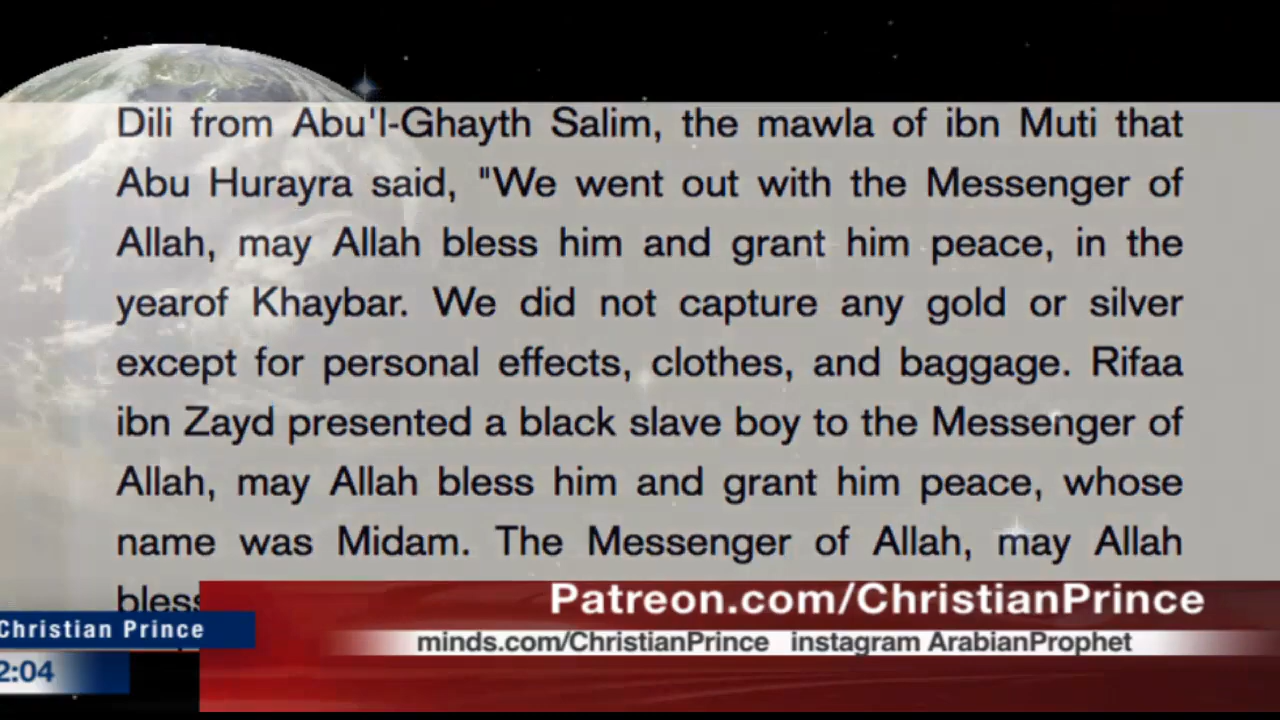 Dili from Abu'l-Ghayth Salim, the mawla of ibn Muti that
Abu Hurayra said, "We went out with the Messenger of
Allah, may Allah bless him and grant him peace, in the
yearof Khaybar. We did not capture any gold or silver
except for personal effects, clothes, and baggage. Rifaa
ibn Zayd presented a black slave boy to the Messenger of
Allah, may Allah bless him and grant him peace, whose
name was Midam. The Messenger of Allah, may Allah
bless
Patreon.com/ChristianPrince
Christian Prince
minds.com/ChristianPrince instagram ArabianProphet
2:04